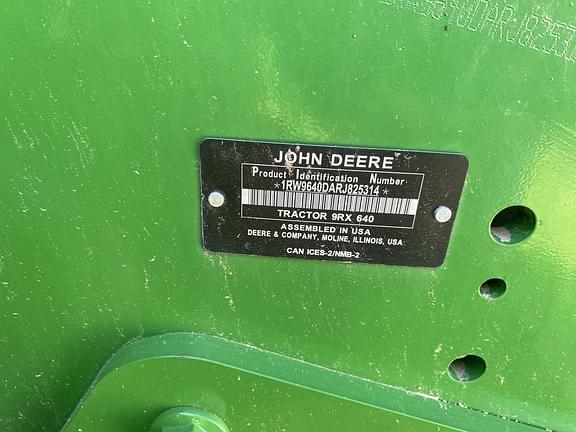 JOHN DEERE
Product Identification Number
*1RW9640DARJ825314*
TRACTOR 9RX 640
ASSEMBLED IN USA
DEERE & COMPANY, MOLINE, ILLINOIS, USA
CAN ICES-2/NMB-2